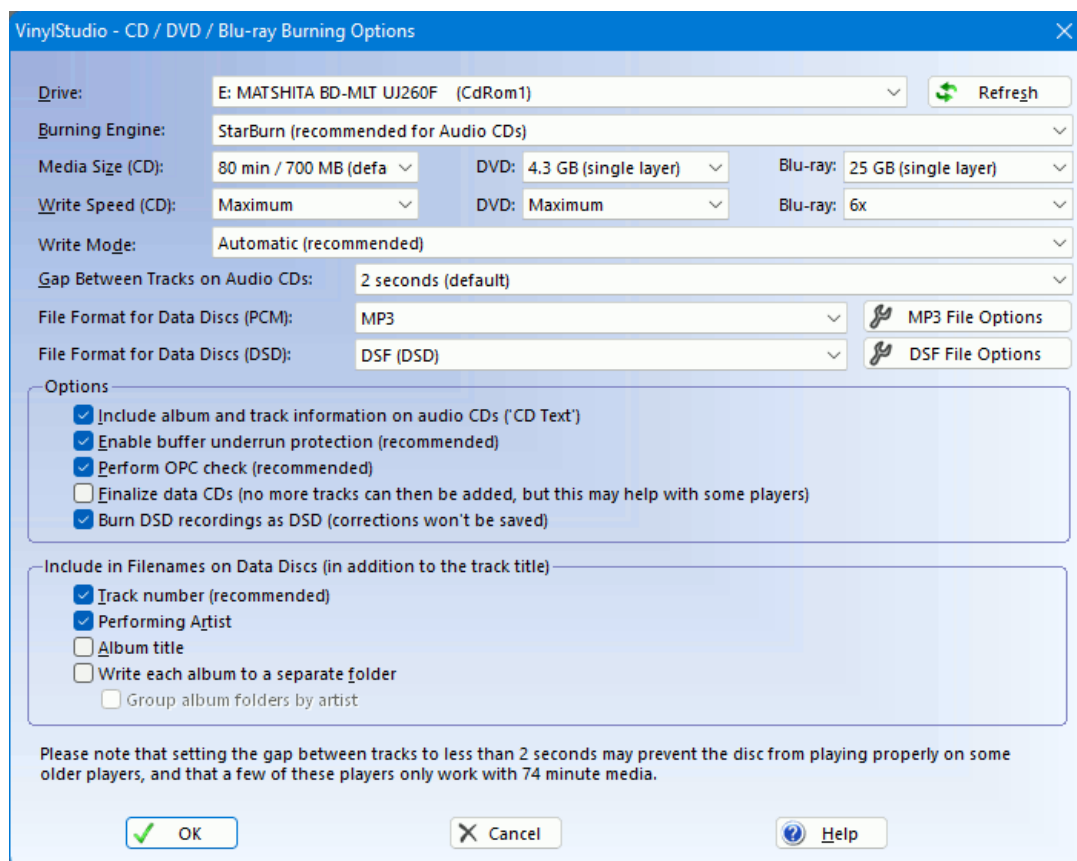 VinylStudio - CD / DVD / Blu-ray Burning Options
Drive: E: MATSHITA BD-MLT UJ260F (CdRom1) Refresh
Burning Engine: StarBurn (recommended for Audio CDs)
Media Size (CD): 80 min / 700 MB (defa DVD: 4.3 GB (single layer) Blu-ray: 25 GB (single layer)
Write Speed (CD): Maximum DVD: Maximum Blu-ray: 6x
Write Mode: Automatic (recommended)
Gap Between Tracks on Audio CDs: 2 seconds (default)
File Format for Data Discs (PCM): MP3 MP3 File Options
File Format for Data Discs (DSD): DSF (DSD) DSF File Options
Options
Include album and track information on audio CDs ('CD Text')
Enable buffer underrun protection (recommended)
Perform OPC check (recommended)
Finalize data CDs (no more tracks can then be added, but this may help with some players)
Burn DSD recordings as DSD (corrections won't be saved)
Include in Filenames on Data Discs (in addition to the track title)
Track number (recommended)
Performing Artist
Album title
Write each album to a separate folder
Group album folders by artist
Please note that setting the gap between tracks to less than 2 seconds may prevent the disc from playing properly on some
older players, and that a few of these players only work with 74 minute media.
OK Cancel Help